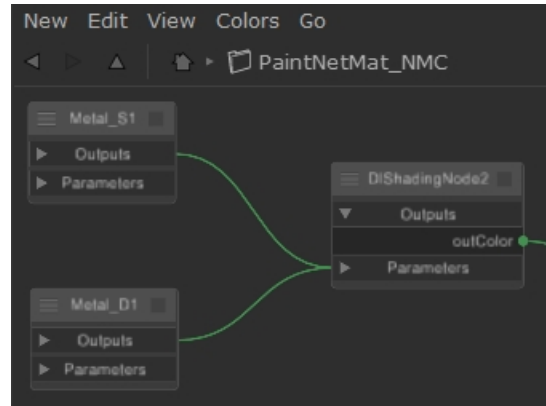 New Edit View Colors Go
PaintNetMat_NMC
Metal_S1
Outputs
Parameters
DlShadingNode2
Outputs
outColor
Parameters
Metal_D1
Outputs
Parameters